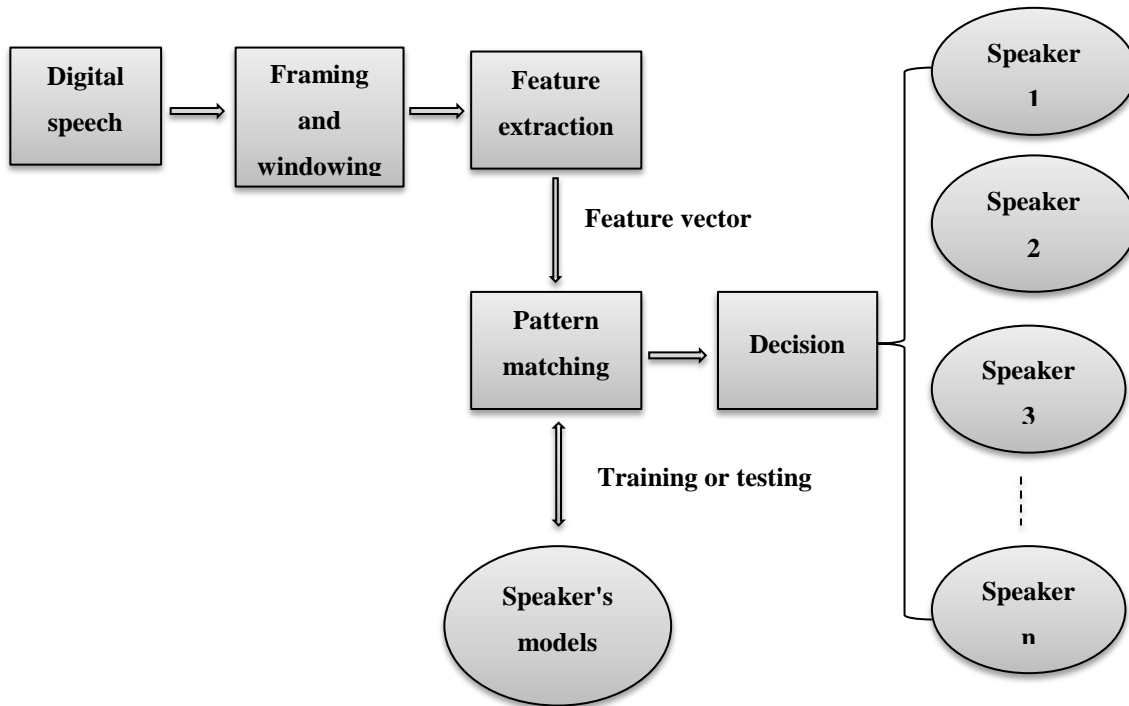 Digital
speech
Framing
and
windowing
Feature
extraction
Feature vector
Pattern
matching
Decision
Training or testing
Speaker's
models
Speaker
1
Speaker
2
Speaker
3
Speaker
n